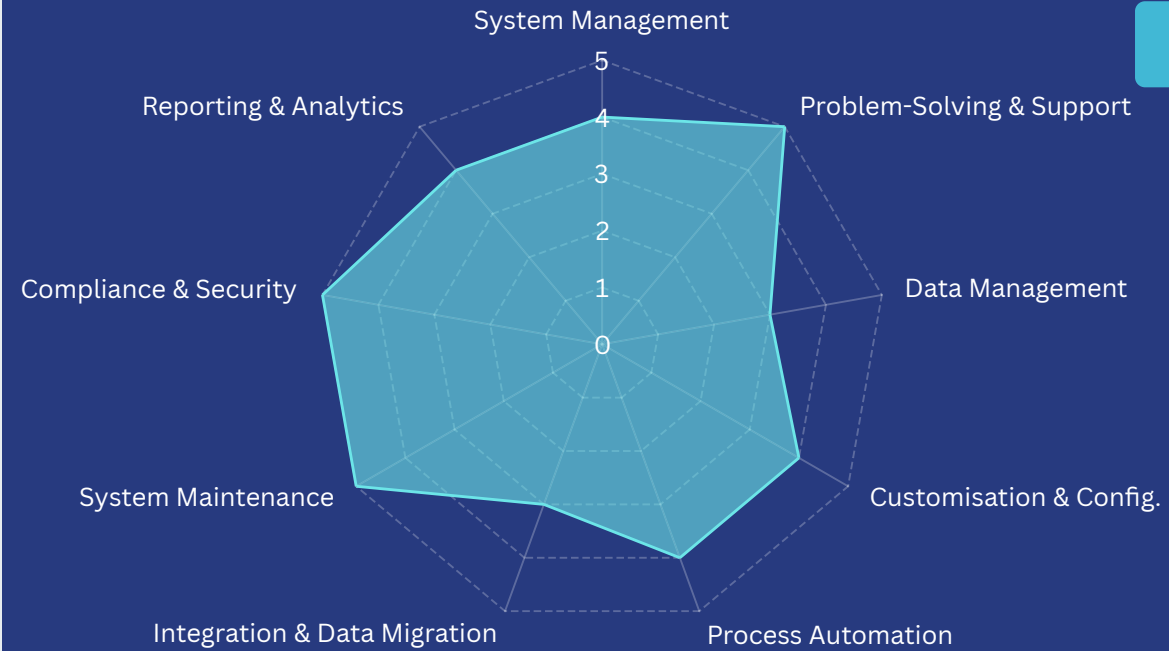 System Management
5
Reporting & Analytics
Problem-Solving & Support
4
3
2
Compliance & Security
1
Data Management
0
System Maintenance
Customisation & Config.
Integration & Data Migration
Process Automation